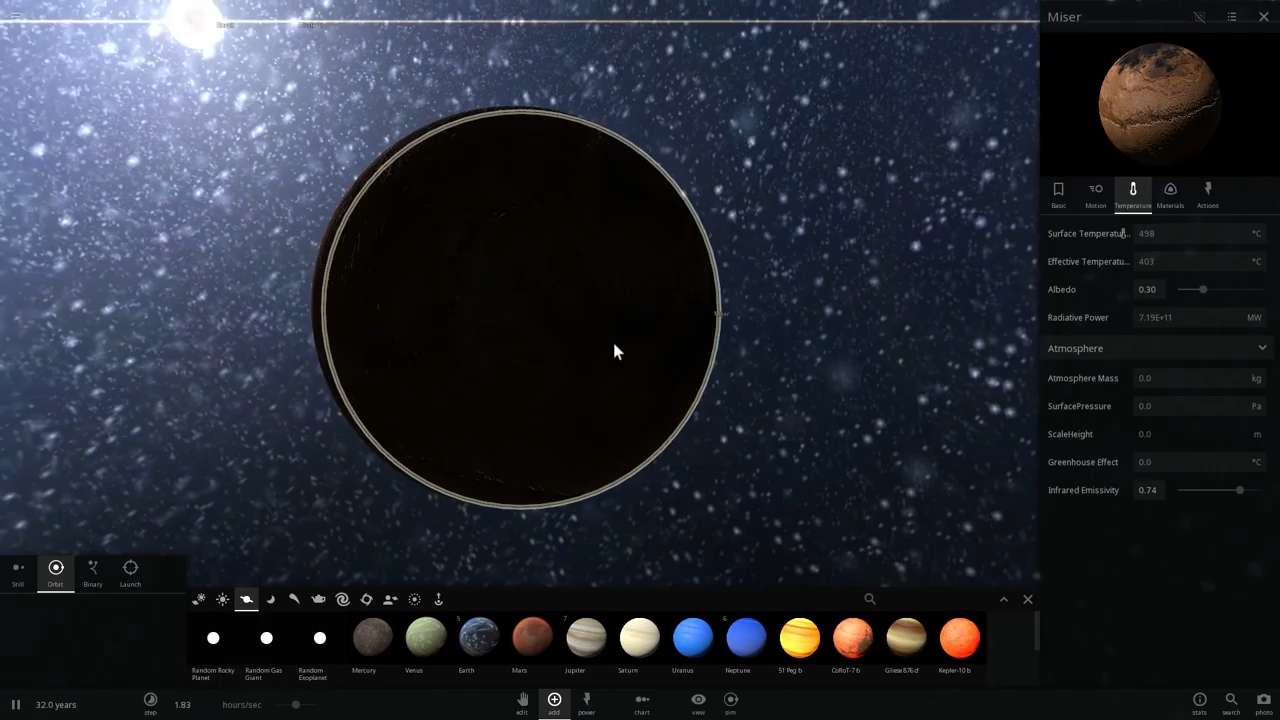 Miser
Basic
Motion
Temperature
Materials
Actions
Surface Temperatu... 498 °C
Effective Temperatu... 403 °C
Albedo 0.30
Radiative Power 7.19E+11 MW
Atmosphere
Atmosphere Mass 0.0 kg
SurfacePressure 0.0 Pa
ScaleHeight 0.0 m
Greenhouse Effect 0.0 °C
Infrared Emissivity 0.74
Miser
Still
Orbit
Binary
Launch
5
7
6
Random Rocky
Planet
Random Gas
Giant
Random
Exoplanet
Mercury
Venus
Earth
Mars
Jupiter
Saturn
Uranus
Neptune
51 Peg b
CoRoT-7 b
Gliese 876 d
Kepler-10 b
32.0 years
step
1.83
hours/sec
edit
add
power
chart
view
sim
stats
search
photo